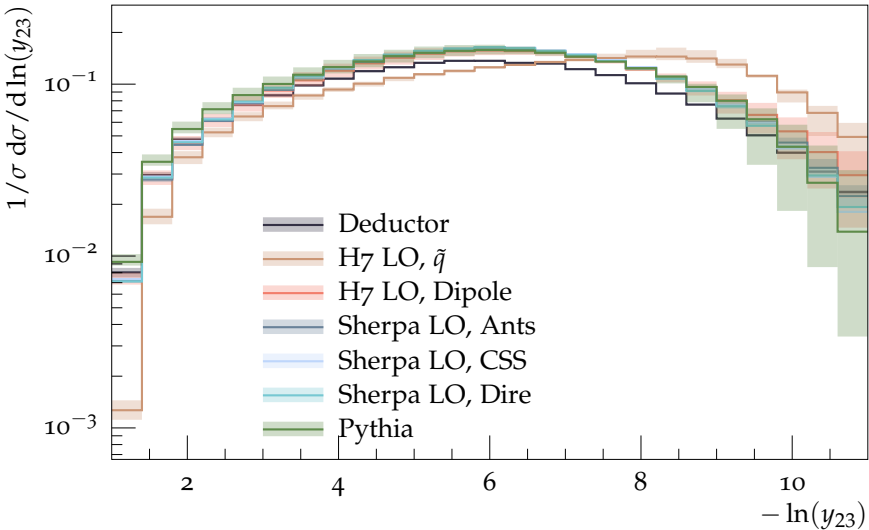 1/σ dσ/d ln(y₂₃)
10⁻¹
10⁻²
10⁻³
Deductor
H7 LO, q̃
H7 LO, Dipole
Sherpa LO, Ants
Sherpa LO, CSS
Sherpa LO, Dire
Pythia
2 4 6 8 10
− ln(y₂₃)